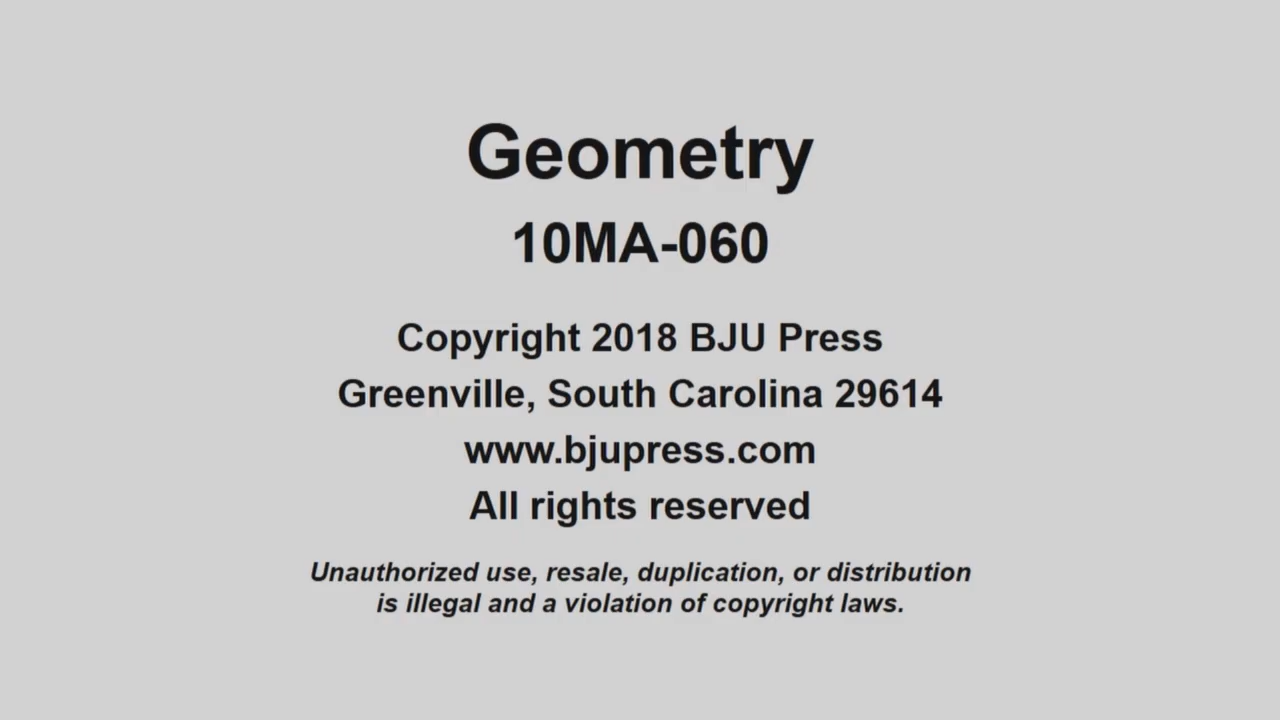 Geometry
10MA-060
Copyright 2018 BJU Press
Greenville, South Carolina 29614
www.bjupress.com
All rights reserved
Unauthorized use, resale, duplication, or distribution
is illegal and a violation of copyright laws.